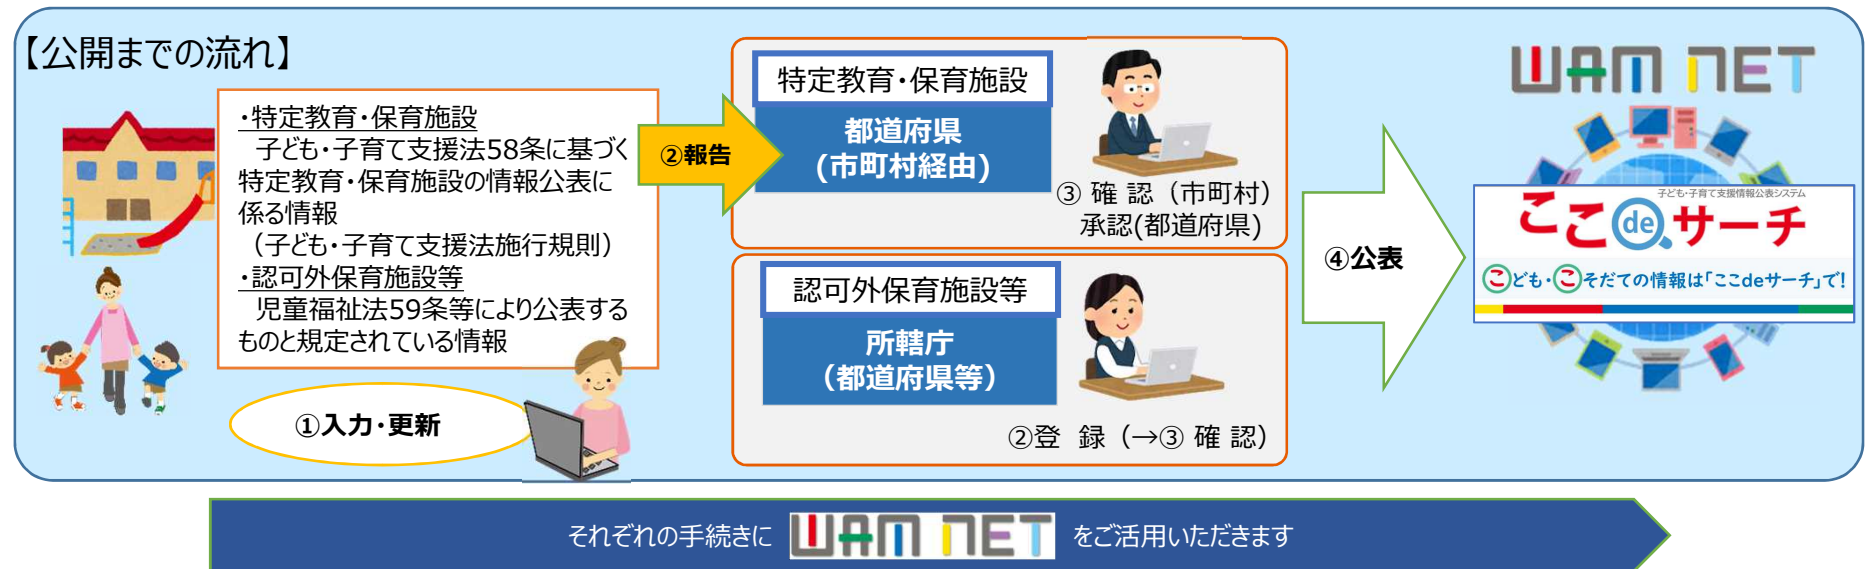 【公開までの流れ】
・特定教育・保育施設
子ども・子育て支援法58条に基づく
特定教育・保育施設の情報公表に
係る情報
（子ども・子育て支援法施行規則）
・認可外保育施設等
児童福祉法59条等により公表する
ものと規定されている情報
①入力・更新
②報告
特定教育・保育施設
都道府県
(市町村経由)
③ 確 認（市町村）
承認(都道府県)
認可外保育施設等
所轄庁
（都道府県等）
②登 録（→③ 確 認）
④公表
WAM NET
子ども・子育て支援情報公表システム
ここdeサーチ
こども・こそだての情報は「ここdeサーチ」で!
それぞれの手続きに WAM NET をご活用いただきます